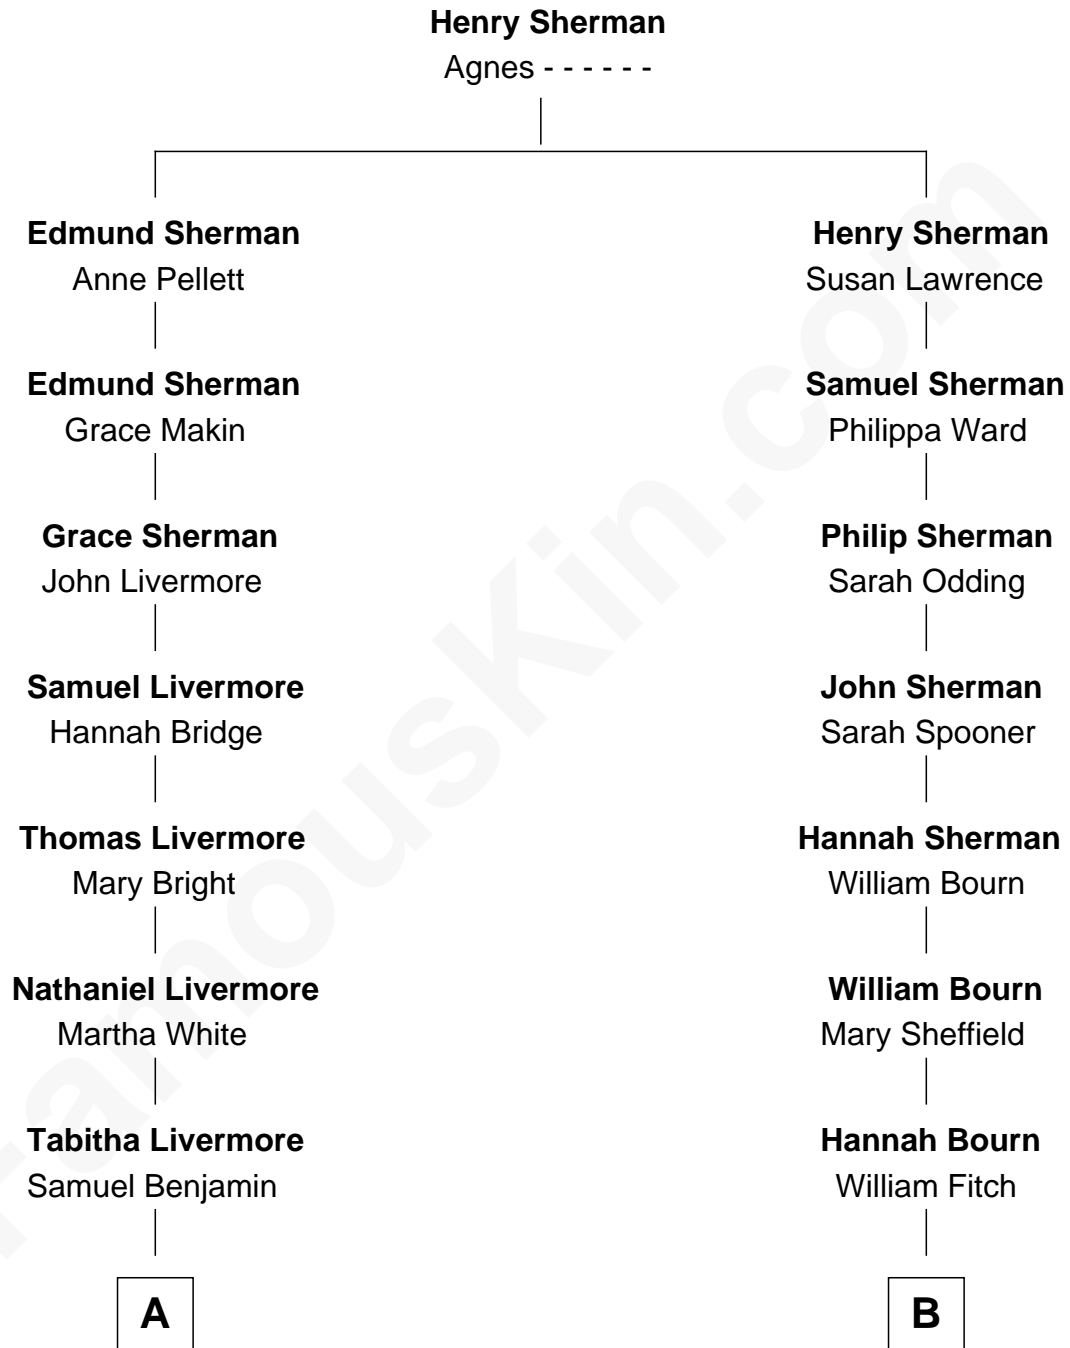 Henry Sherman
Agnes - - - - - -
Edmund Sherman
Anne Pellett
Henry Sherman
Susan Lawrence
Edmund Sherman
Grace Makin
Samuel Sherman
Philippa Ward
Grace Sherman
John Livermore
Philip Sherman
Sarah Odding
Samuel Livermore
Hannah Bridge
John Sherman
Sarah Spooner
Thomas Livermore
Mary Bright
Hannah Sherman
William Bourn
Nathaniel Livermore
Martha White
William Bourn
Mary Sheffield
Tabitha Livermore
Samuel Benjamin
Hannah Bourn
William Fitch
A
B
FamousKin.com